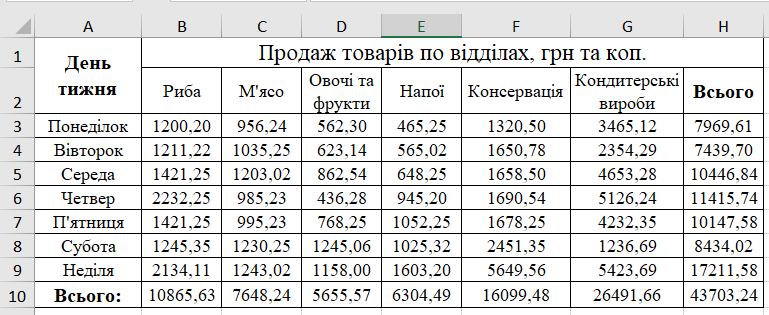 A B C D E F G H
1 День тижня Продаж товарів по відділах, грн та коп.
2 Риба М'ясо Овочі та фрукти Напої Консервація Кондитерські вироби Всього
3 Понеділок 1200,20 956,24 562,30 465,25 1320,50 3465,12 7969,61
4 Вівторок 1211,22 1035,25 623,14 565,02 1650,78 2354,29 7439,70
5 Середа 1421,25 1203,02 862,54 648,25 1658,50 4653,28 10446,84
6 Четвер 2232,25 985,23 436,28 945,20 1690,54 5126,24 11415,74
7 П'ятниця 1421,25 995,23 768,25 1052,25 1678,25 4232,35 10147,58
8 Субота 1245,35 1230,25 1245,06 1025,32 2451,35 1236,69 8434,02
9 Неділя 2134,11 1243,02 1158,00 1603,20 5649,56 5423,69 17211,58
10 Всього: 10865,63 7648,24 5655,57 6304,49 16099,48 26491,66 43703,24